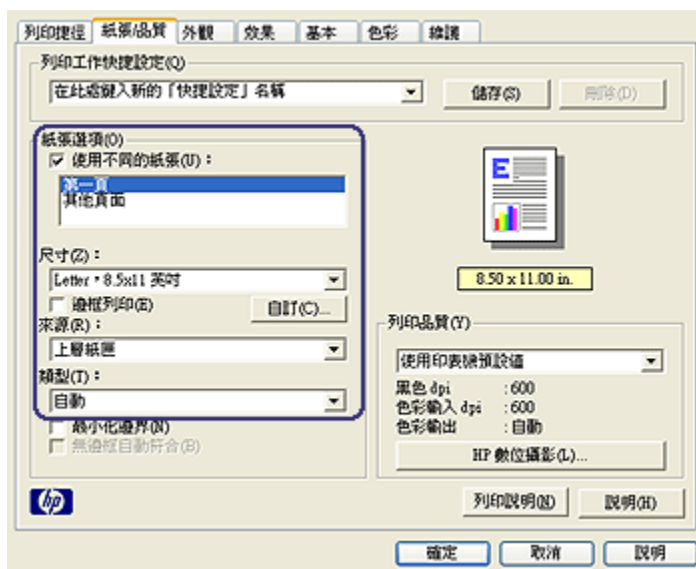 列印捷徑 紙張/品質 外觀 效果 基本 色彩 維護
列印工作快捷設定(Q)
在此處鍵入新的「快捷設定」名稱
儲存(S) 刪除(D)
紙張選項(O)
使用不同的紙張(U)：
第一頁
其他頁面
尺寸(Z)：
Letter，8.5x11 英吋
邊框列印(E) 自訂(C)...
來源(R)：
上層紙匣
類型(T)：
自動
最小化邊界(N)
無邊框自動符合(B)
E
8.50 x 11.00 in.
列印品質(Y)
使用印表機預設值
黑色 dpi :600
色彩輸入 dpi :600
色彩輸出 :自動
HP 數位攝影(L)...
hp
列印說明(N) 說明(H)
確定 取消 說明